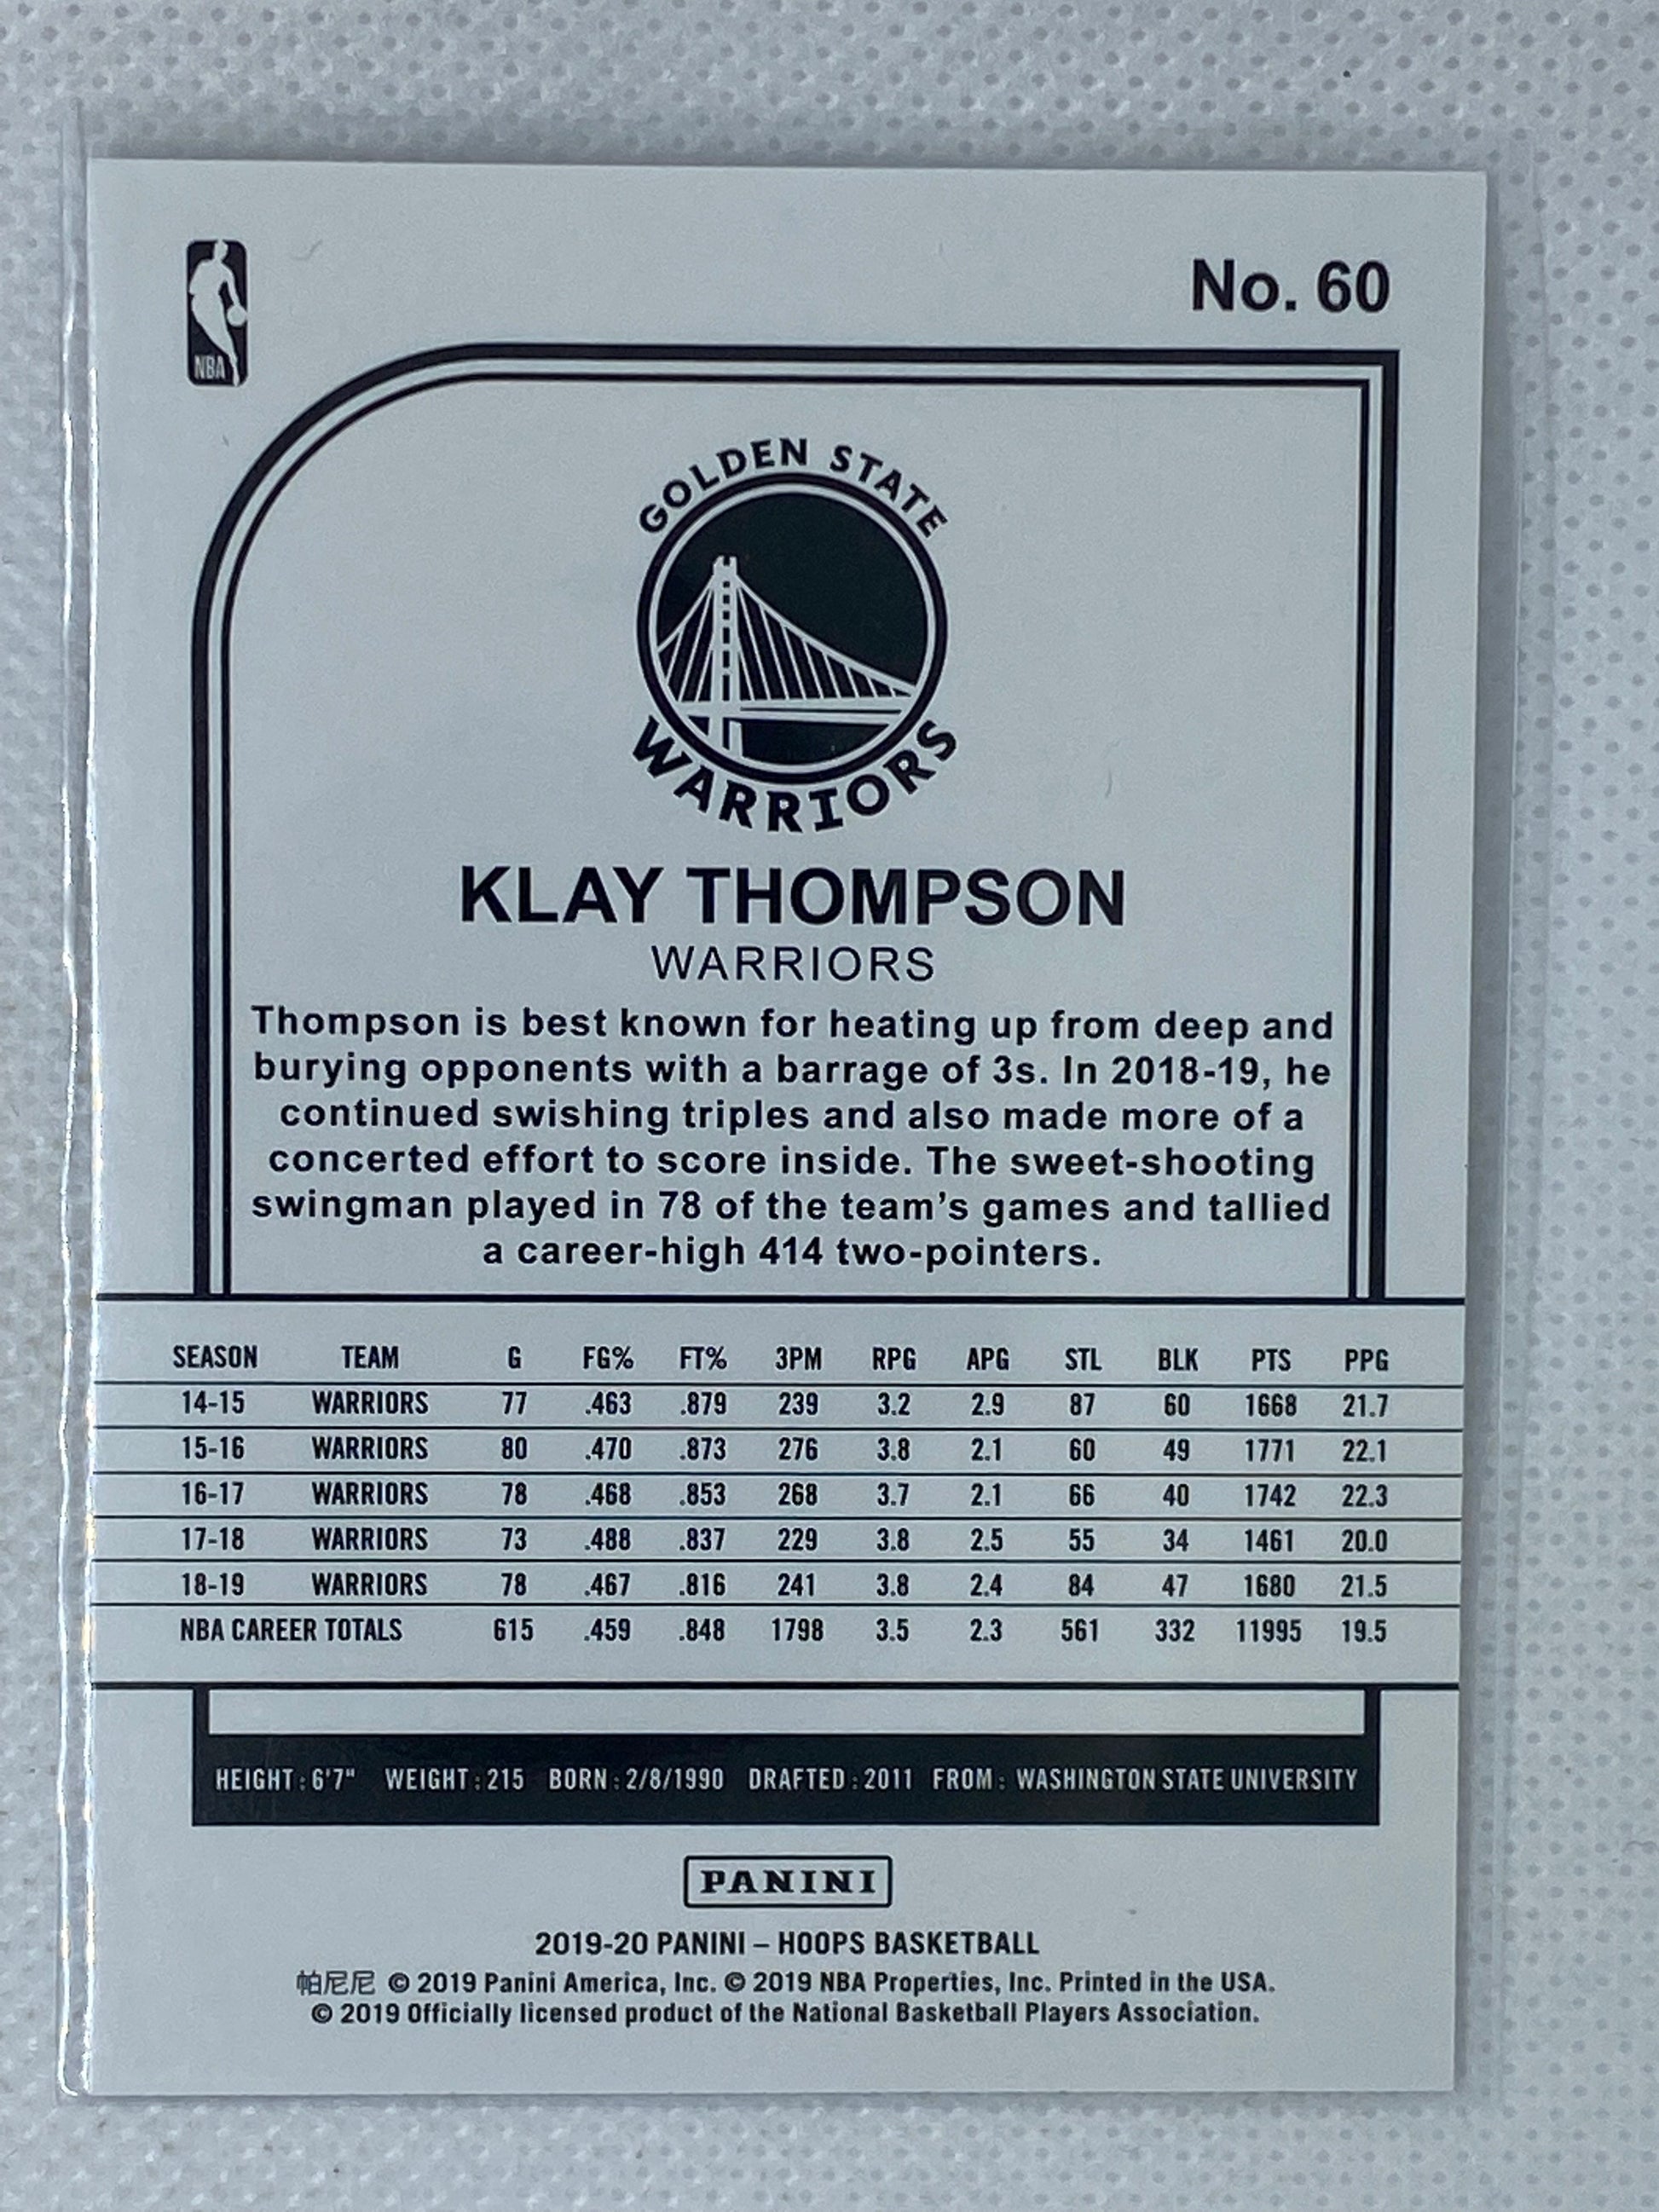 No. 60
NBA
GOLDEN STATE
WARRIORS
KLAY THOMPSON
WARRIORS
Thompson is best known for heating up from deep and
burying opponents with a barrage of 3s. In 2018-19, he
continued swishing triples and also made more of a
concerted effort to score inside. The sweet-shooting
swingman played in 78 of the team's games and tallied
a career-high 414 two-pointers.
SEASON TEAM G FG% FT% 3PM RPG APG STL BLK PTS PPG
14-15 WARRIORS 77 .463 .879 239 3.2 2.9 87 60 1668 21.7
15-16 WARRIORS 80 .470 .873 276 3.8 2.1 60 49 1771 22.1
16-17 WARRIORS 78 .468 .853 268 3.7 2.1 66 40 1742 22.3
17-18 WARRIORS 73 .488 .837 229 3.8 2.5 55 34 1461 20.0
18-19 WARRIORS 78 .467 .816 241 3.8 2.4 84 47 1680 21.5
NBA CAREER TOTALS 615 .459 .848 1798 3.5 2.3 561 332 11995 19.5
HEIGHT: 6'7" WEIGHT: 215 BORN: 2/8/1990 DRAFTED: 2011 FROM: WASHINGTON STATE UNIVERSITY
PANINI
2019-20 PANINI – HOOPS BASKETBALL
帕尼尼 © 2019 Panini America, Inc. © 2019 NBA Properties, Inc. Printed in the USA.
© 2019 Officially licensed product of the National Basketball Players Association.